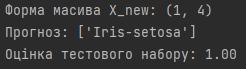 Форма масива X_new: (1, 4)
Прогноз: ['Iris-setosa']
Оцінка тестового набору: 1.00